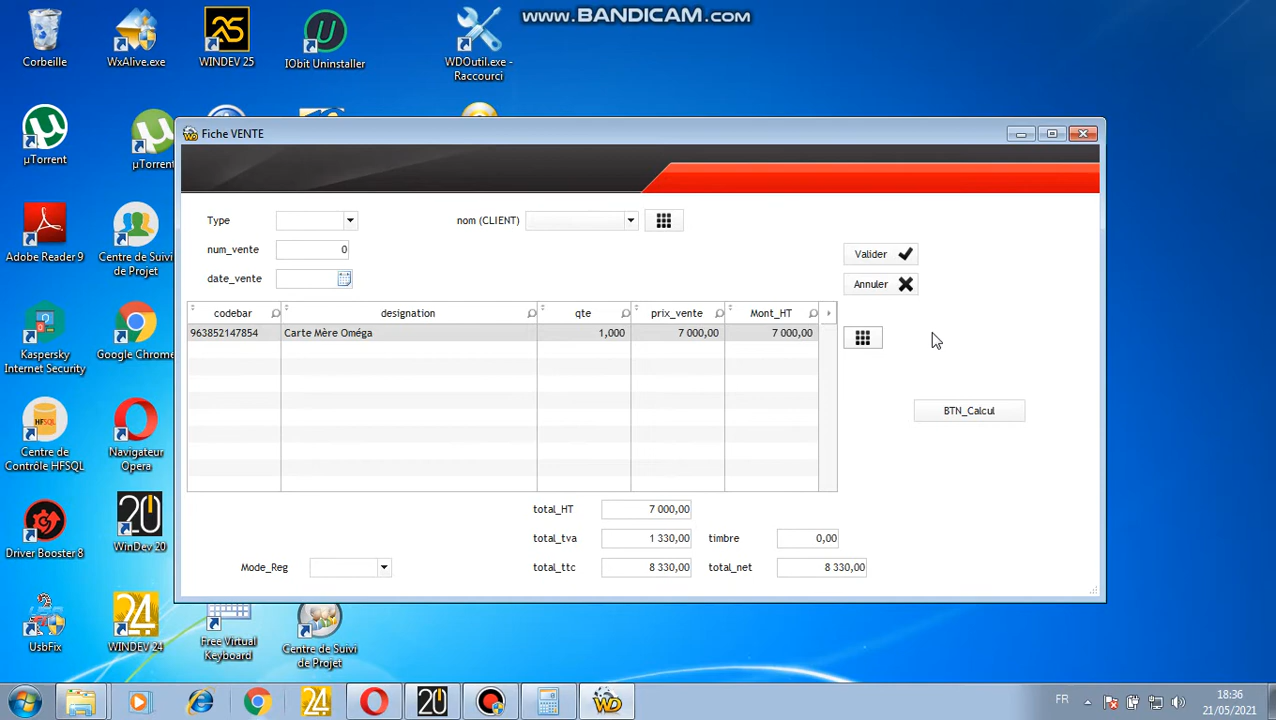 www.BANDICAM.com
Corbeille
WxAlive.exe
WINDEV 25
IObit Uninstaller
WDOutil.exe -
Raccourci
µTorrent
µTorrent
Adobe Reader 9
Centre de Suivi
de Projet
Kaspersky
Internet Security
Google Chrome
Centre de
Contrôle HFSQL
Navigateur
Opera
Driver Booster 8
WinDev 20
UsbFix
WINDEV 24
Free Virtual
Keyboard
Centre de Suivi
de Projet
Fiche VENTE
Type
nom (CLIENT)
num_vente 0
date_vente
Valider
Annuler
codebar designation qte prix_vente Mont_HT
963852147854 Carte Mère Oméga 1,000 7 000,00 7 000,00
BTN_Calcul
total_HT 7 000,00
total_tva 1 330,00 timbre 0,00
Mode_Reg total_ttc 8 330,00 total_net 8 330,00
FR
18:36
21/05/2021